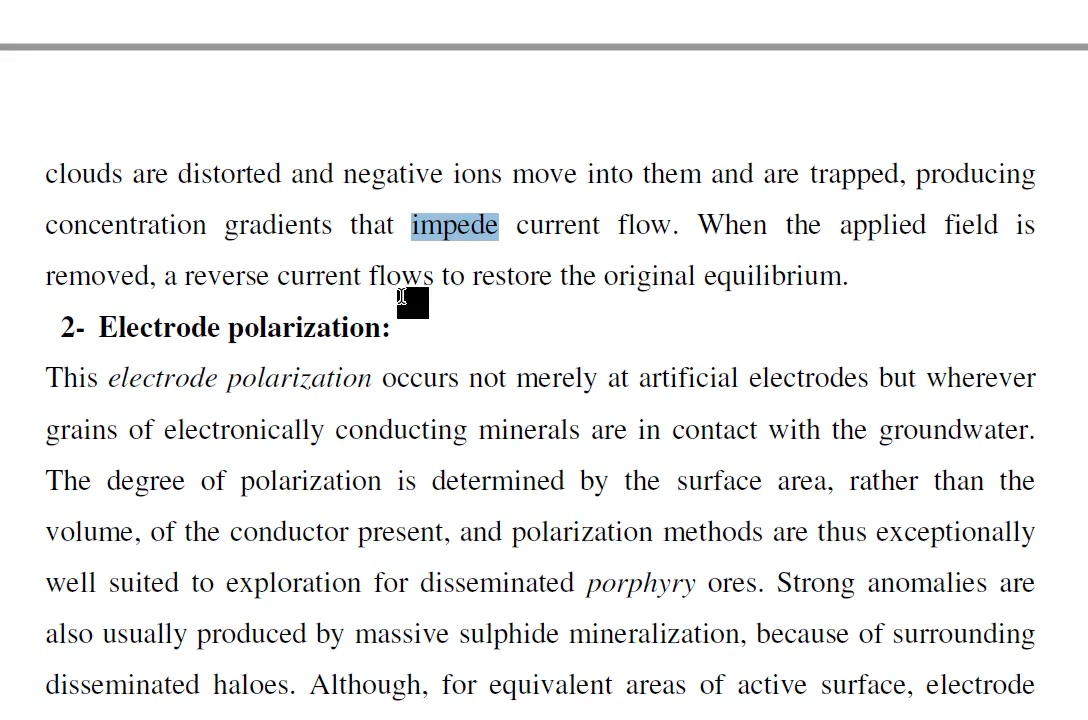 clouds are distorted and negative ions move into them and are trapped, producing
concentration gradients that impede current flow. When the applied field is
removed, a reverse current flows to restore the original equilibrium.
2- Electrode polarization:
This electrode polarization occurs not merely at artificial electrodes but wherever
grains of electronically conducting minerals are in contact with the groundwater.
The degree of polarization is determined by the surface area, rather than the
volume, of the conductor present, and polarization methods are thus exceptionally
well suited to exploration for disseminated porphyry ores. Strong anomalies are
also usually produced by massive sulphide mineralization, because of surrounding
disseminated haloes. Although, for equivalent areas of active surface, electrode